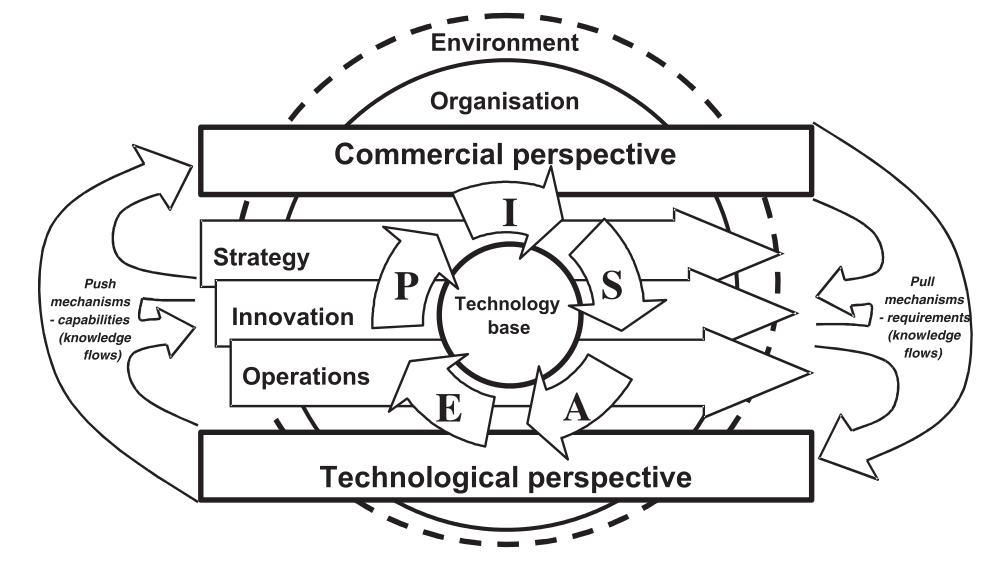 Environment
Organisation
Commercial perspective
I
Strategy
P
S
Push
mechanisms
- capabilities
(knowledge
flows)
Innovation
Technology
base
Pull
mechanisms
- requirements
(knowledge
flows)
Operations
E
A
Technological perspective